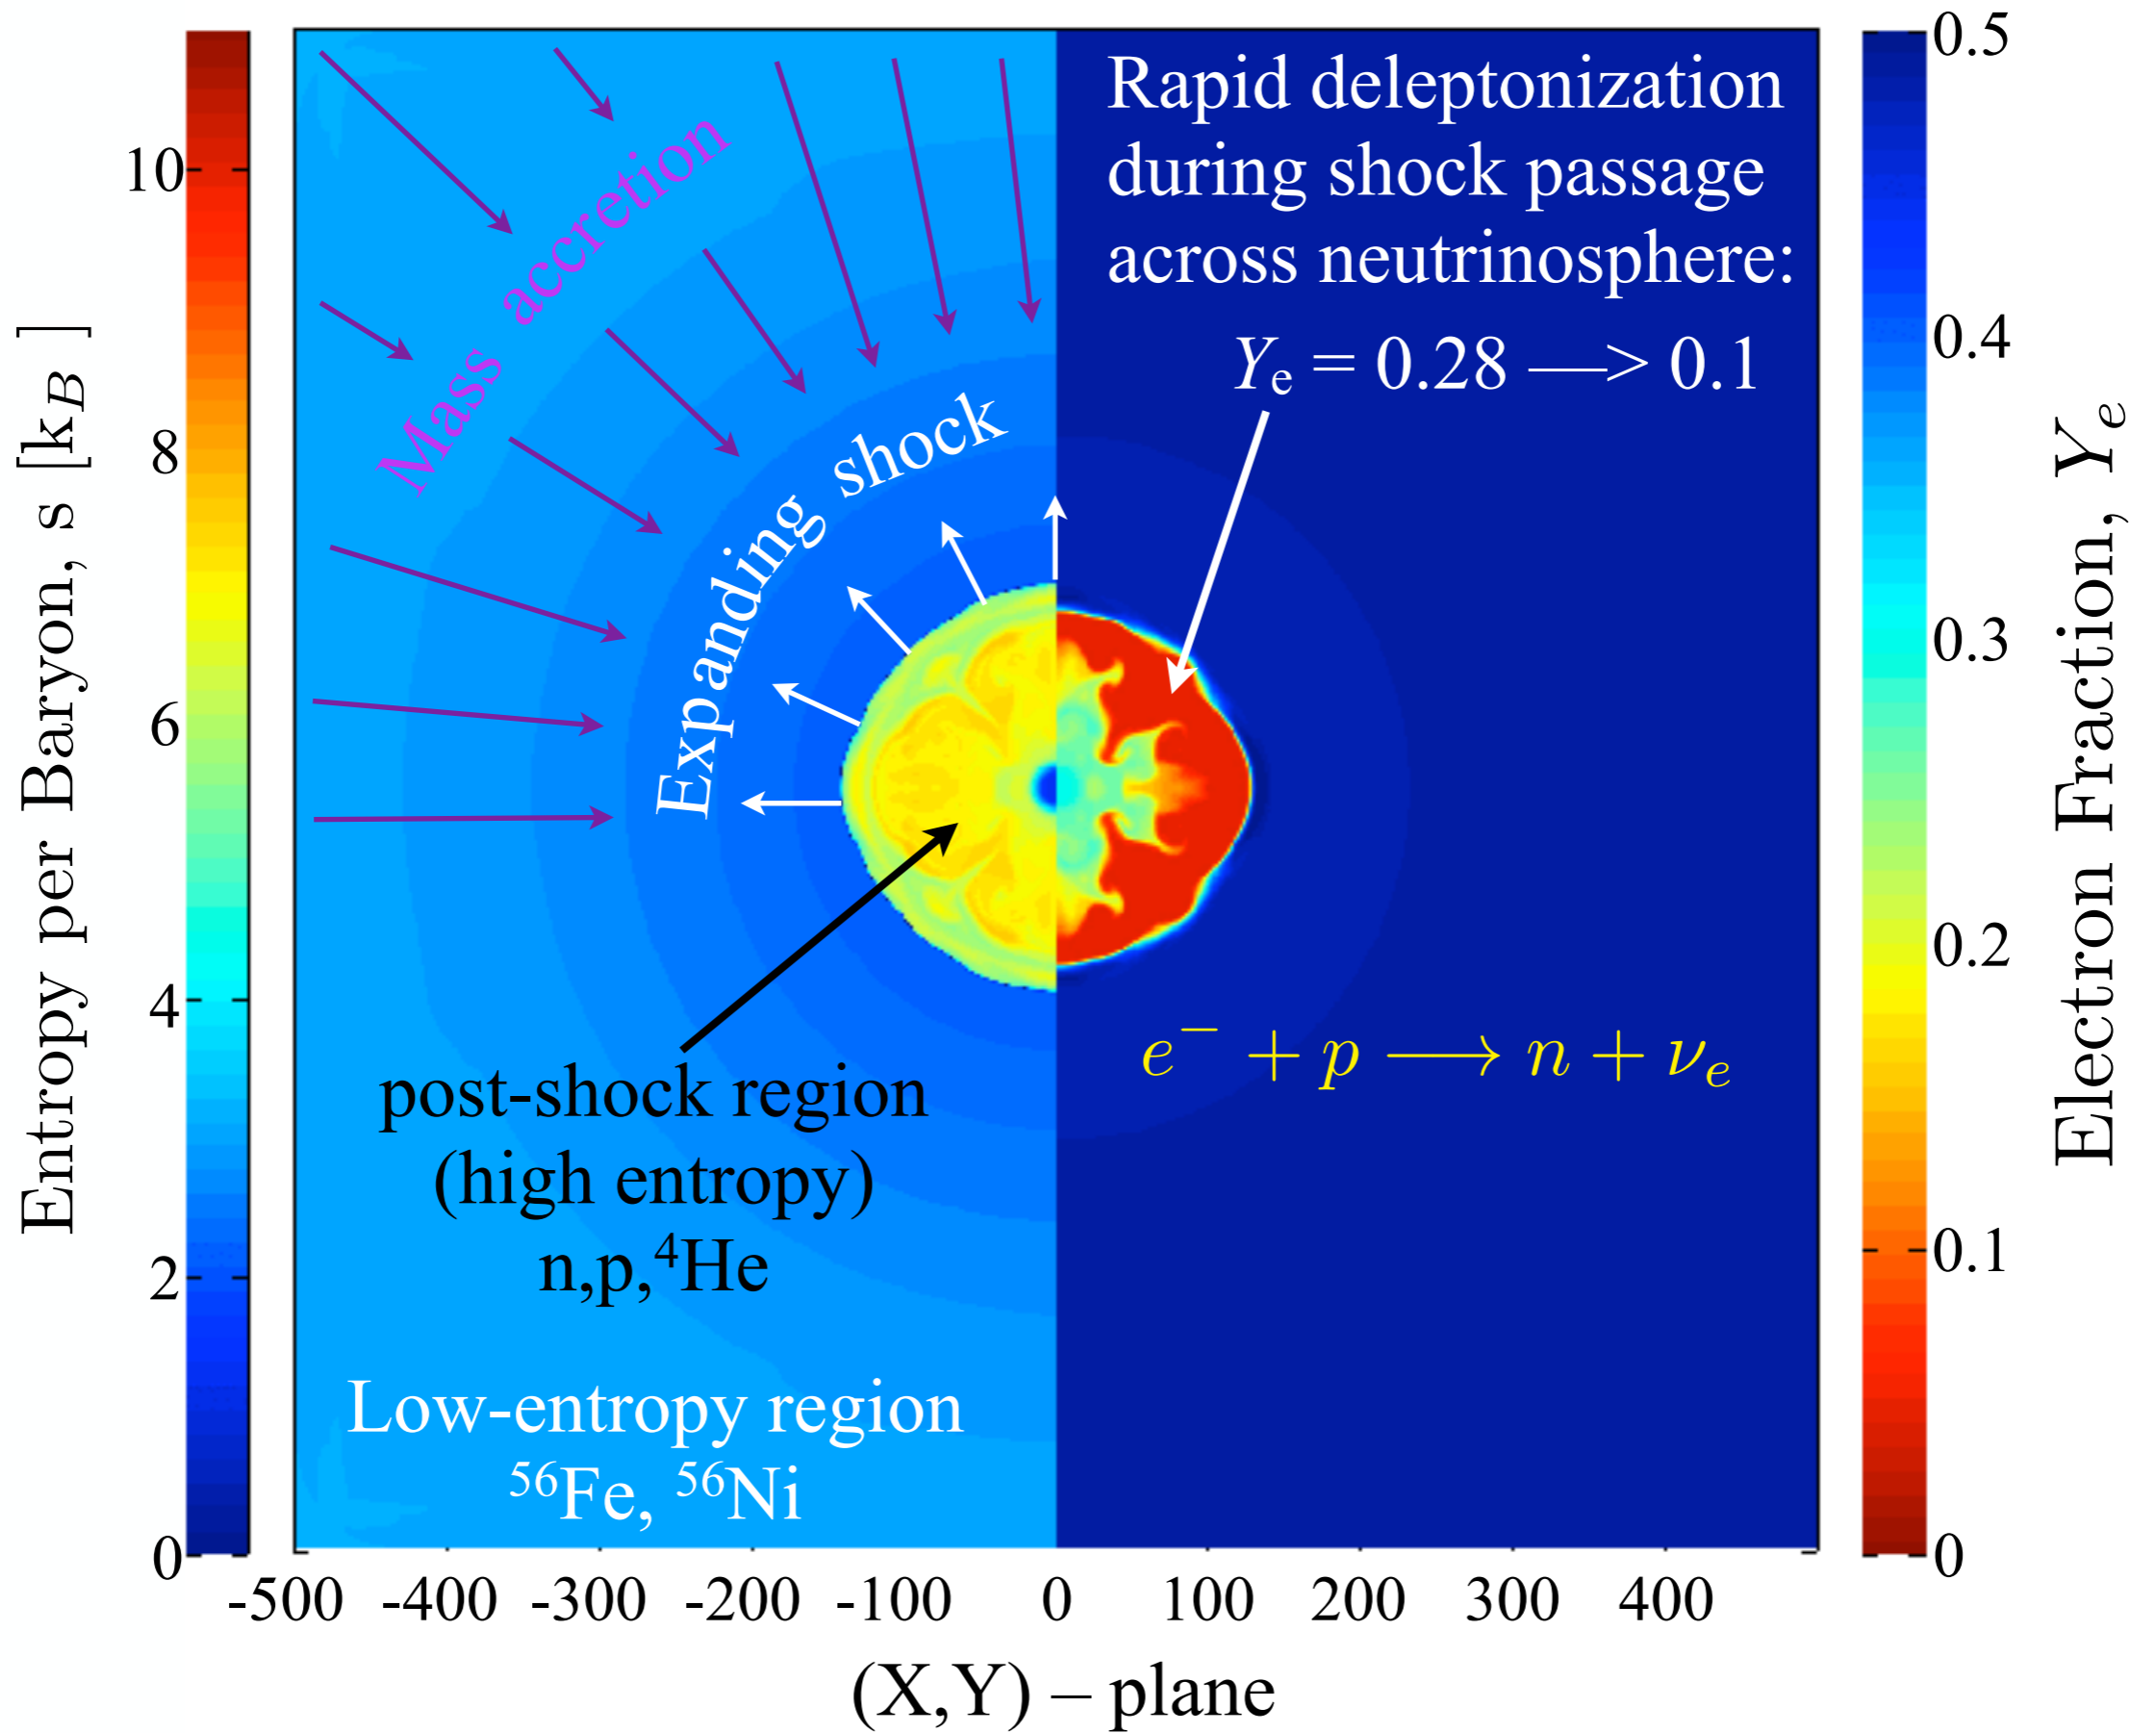 Entropy per Baryon, s [k_B ]
10
8
6
4
2
0
Mass accretion
Expanding shock
post-shock region
(high entropy)
n,p,⁴He
Low-entropy region
⁵⁶Fe, ⁵⁶Ni
Rapid deleptonization
during shock passage
across neutrinosphere:
Yₑ = 0.28 —> 0.1
e⁻ + p ⟶ n + νₑ
0.5
0.4
0.3
0.2
0.1
0
Electron Fraction, Yₑ
-500 -400 -300 -200 -100 0 100 200 300 400
(X,Y) – plane